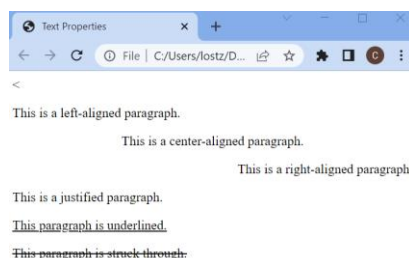 Text Properties
File | C:/Users/lostz/D...
C
<
This is a left-aligned paragraph.
This is a center-aligned paragraph.
This is a right-aligned paragraph
This is a justified paragraph.
This paragraph is underlined.
This paragraph is struck through.